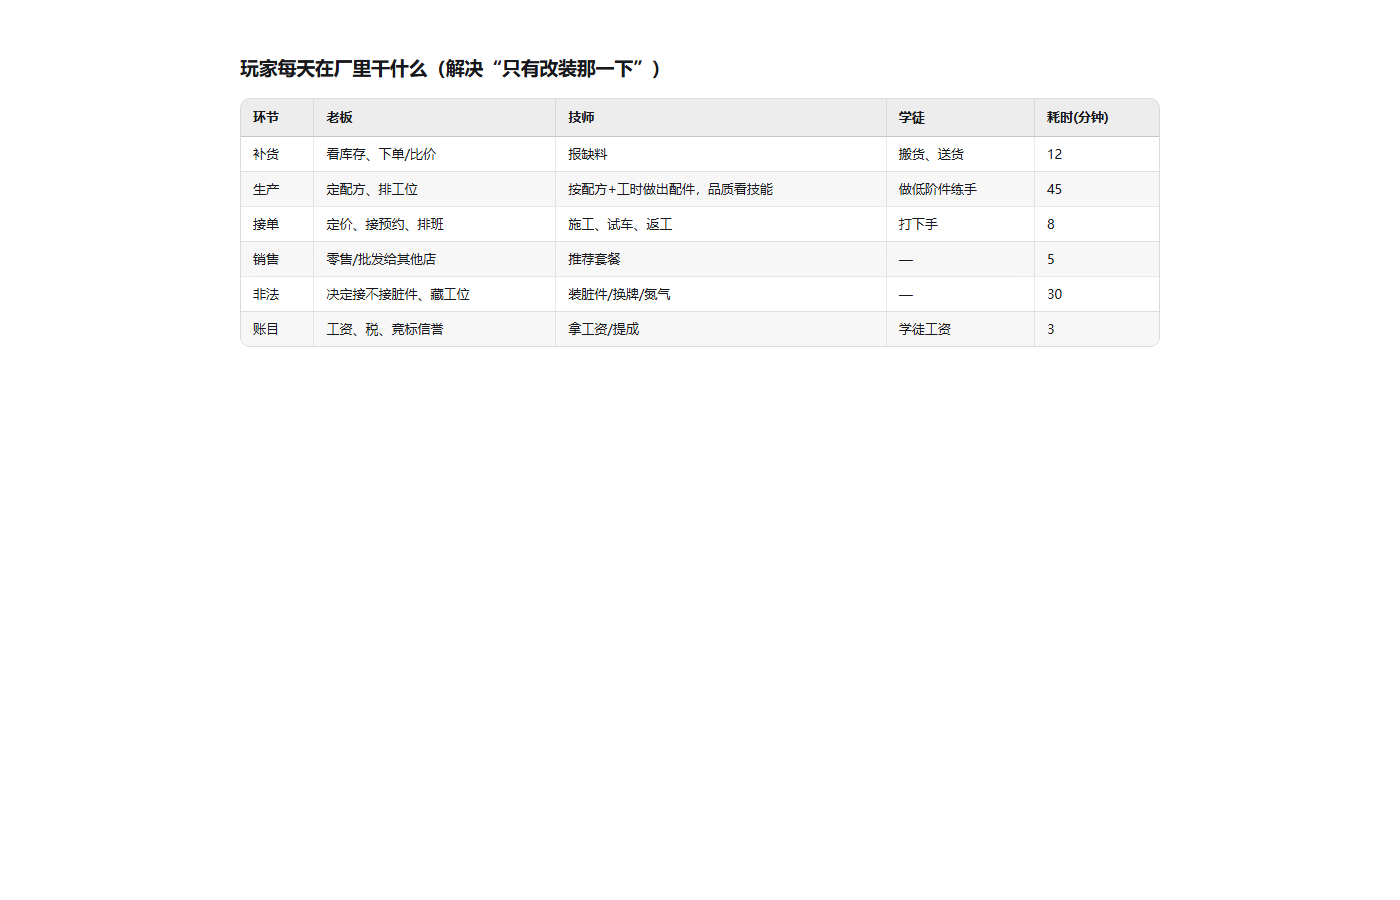 玩家每天在厂里干什么（解决“只有改装那一下”）
环节 老板 技师 学徒 耗时(分钟)
补货 看库存、下单/比价 报缺料 搬货、送货 12
生产 定配方、排工位 按配方+工时做出配件，品质看技能 做低阶件练手 45
接单 定价、接预约、排班 施工、试车、返工 打下手 8
销售 零售/批发给其他店 推荐套餐 — 5
非法 决定接不接脏件、藏工位 装脏件/换牌/氮气 — 30
账目 工资、税、竞标信誉 拿工资/提成 学徒工资 3